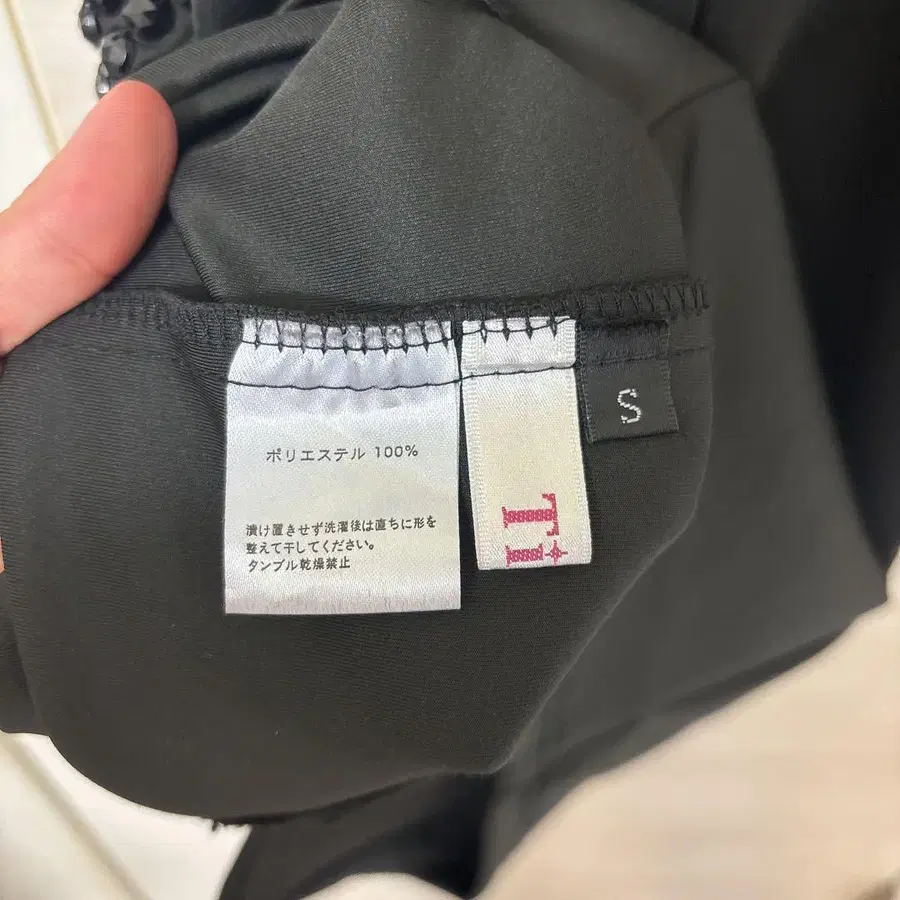 ポリエステル 100%
漬け置きせず洗濯後は直ちに形を
整えて干してください。
タンブル乾燥禁止
Ti
S